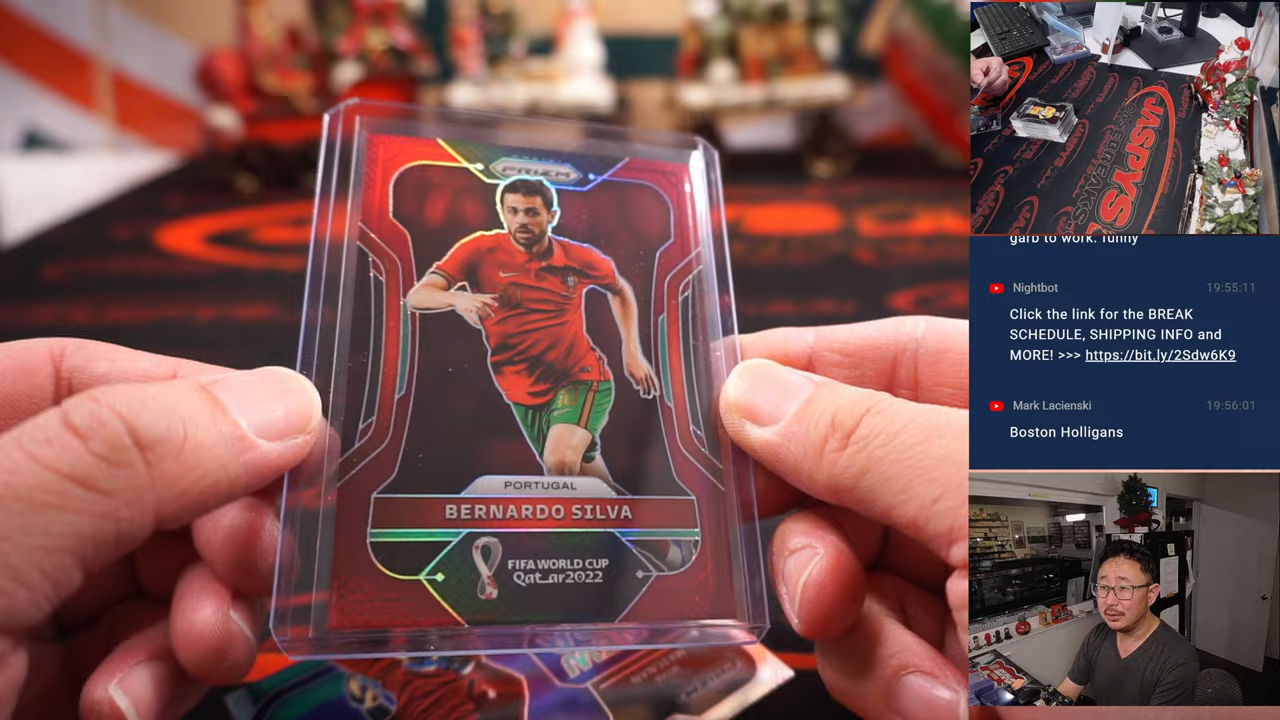 PRIZM
PORTUGAL
BERNARDO SILVA
FIFA WORLD CUP
Qatar2022
JASPYS
garb to work. funny
Nightbot
19:55:11
Click the link for the BREAK
SCHEDULE, SHIPPING INFO and
MORE! >>> https://bit.ly/2Sdw6K9
Mark Lacienski
19:56:01
Boston Holligans